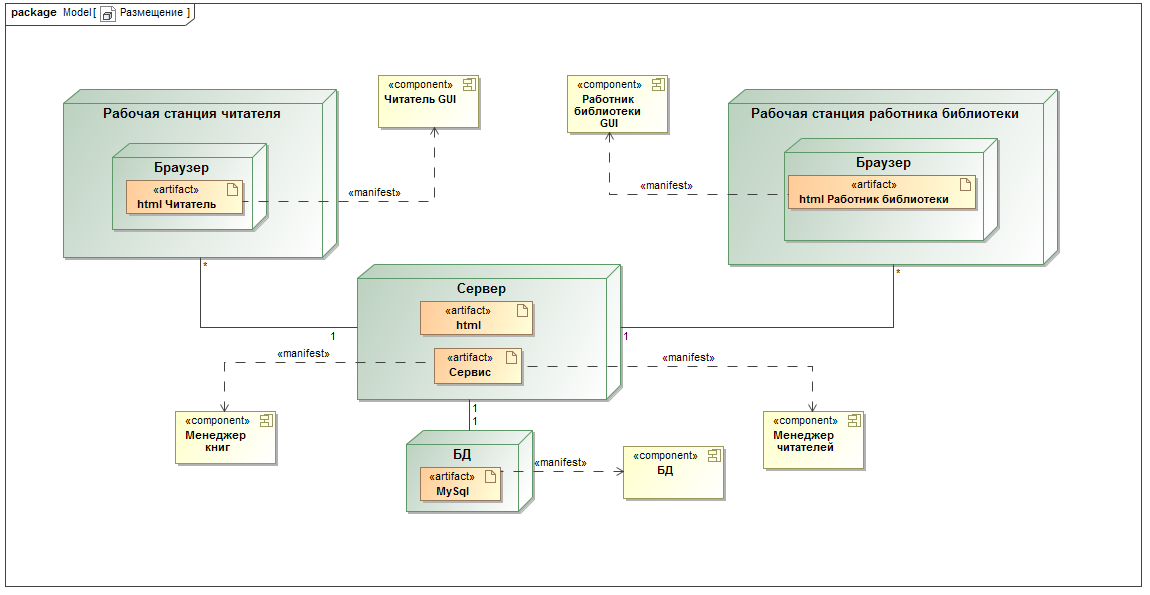 package Model[ Размещение ]
«component»
Читатель GUI
«component»
Работник
библиотеки
GUI
Рабочая станция читателя
Браузер
«artifact»
html Читатель
«manifest»
«manifest»
Рабочая станция работника библиотеки
Браузер
«artifact»
html Работник библиотеки
*
*
Сервер
«artifact»
html
1
1
«manifest»
«artifact»
Сервис
«manifest»
1
1
«component»
Менеджер
книг
«component»
Менеджер
читателей
БД
«artifact»
MySql
«manifest»
«component»
БД